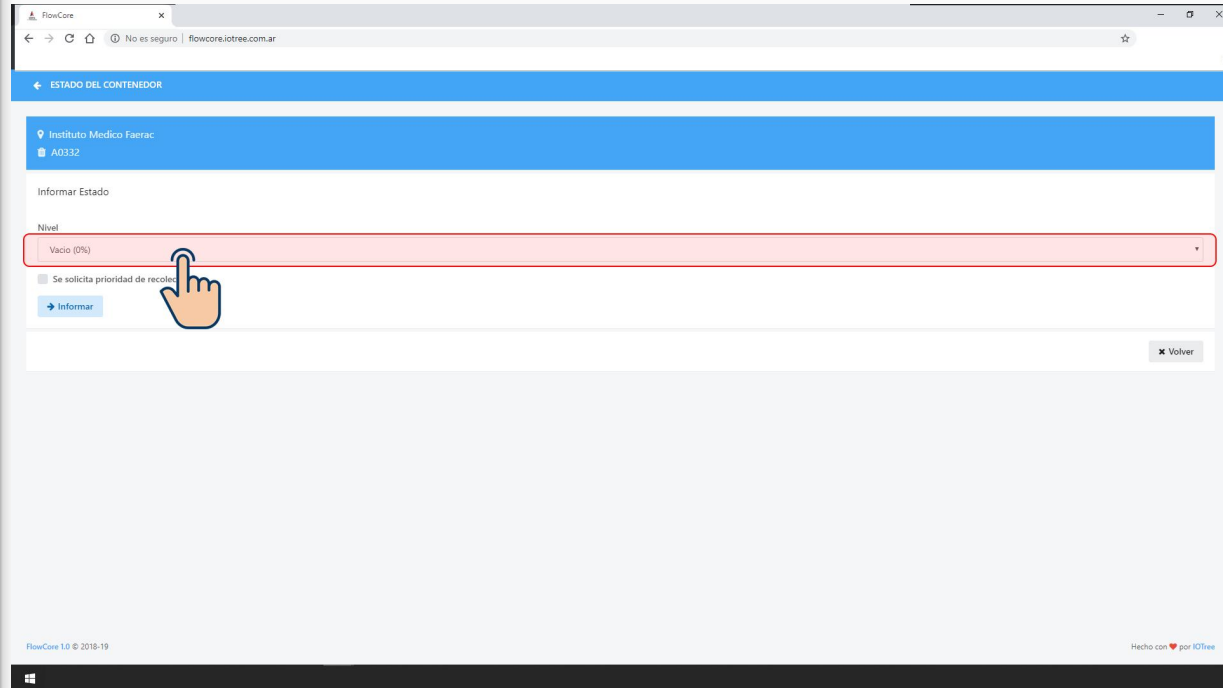 FlowCore
No es seguro | flowcore.iotree.com.ar
ESTADO DEL CONTENEDOR
Instituto Medico Faerac
A0332
Informar Estado
Nivel
Vacio (0%)
Se solicita prioridad de
Informar
Volver
FlowCore 1.0 © 2018-19
Hecho con ❤ por IOTree